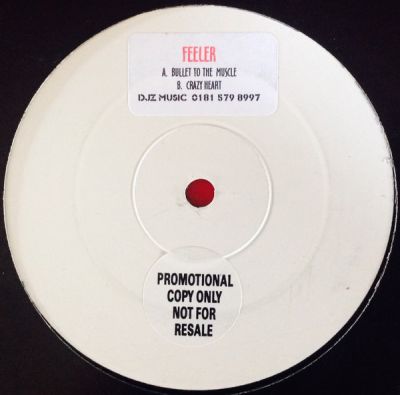 FEELER
A. BULLET TO THE MUSCLE
B. CRAZY HEART
DJZ MUSIC 0181 579 8997
PROMOTIONAL
COPY ONLY
NOT FOR
RESALE